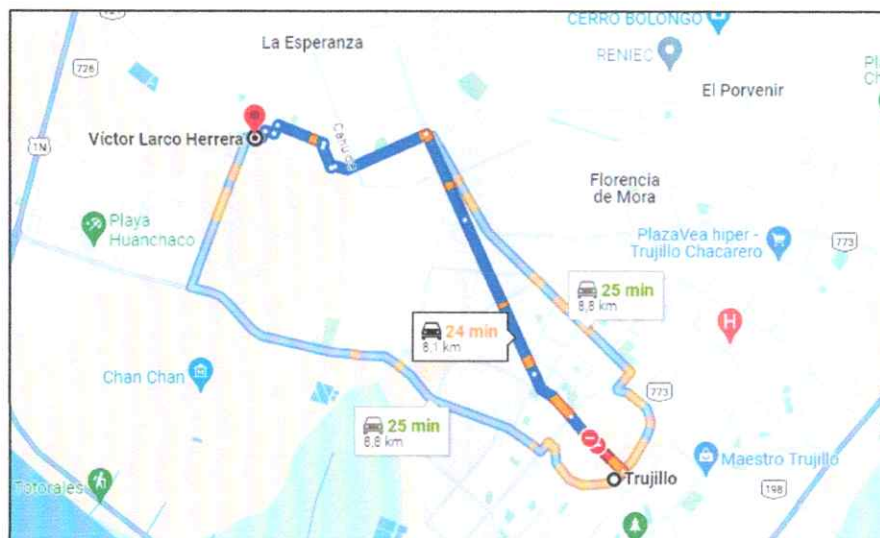 CERRO BOLONGO
La Esperanza
RENIEC
726
El Porvenir
1N
Víctor Larco Herrera
Florencia
de Mora
Playa
Huanchaco
PlazaVea hiper -
Trujillo Chacarero
773
25 min
8,8 km
24 min
8,1 km
H
Chan Chan
773
25 min
8,8 km
Maestro Trujillo
Trujillo
Totorales
198